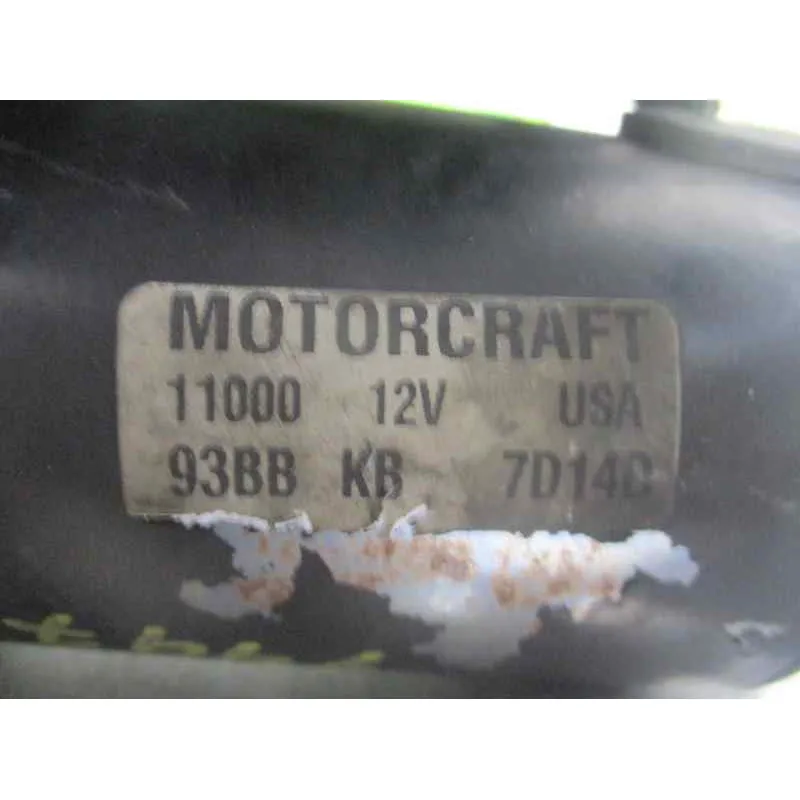 MOTORCRAFT
11000 12V USA
93BB KB 7D14C